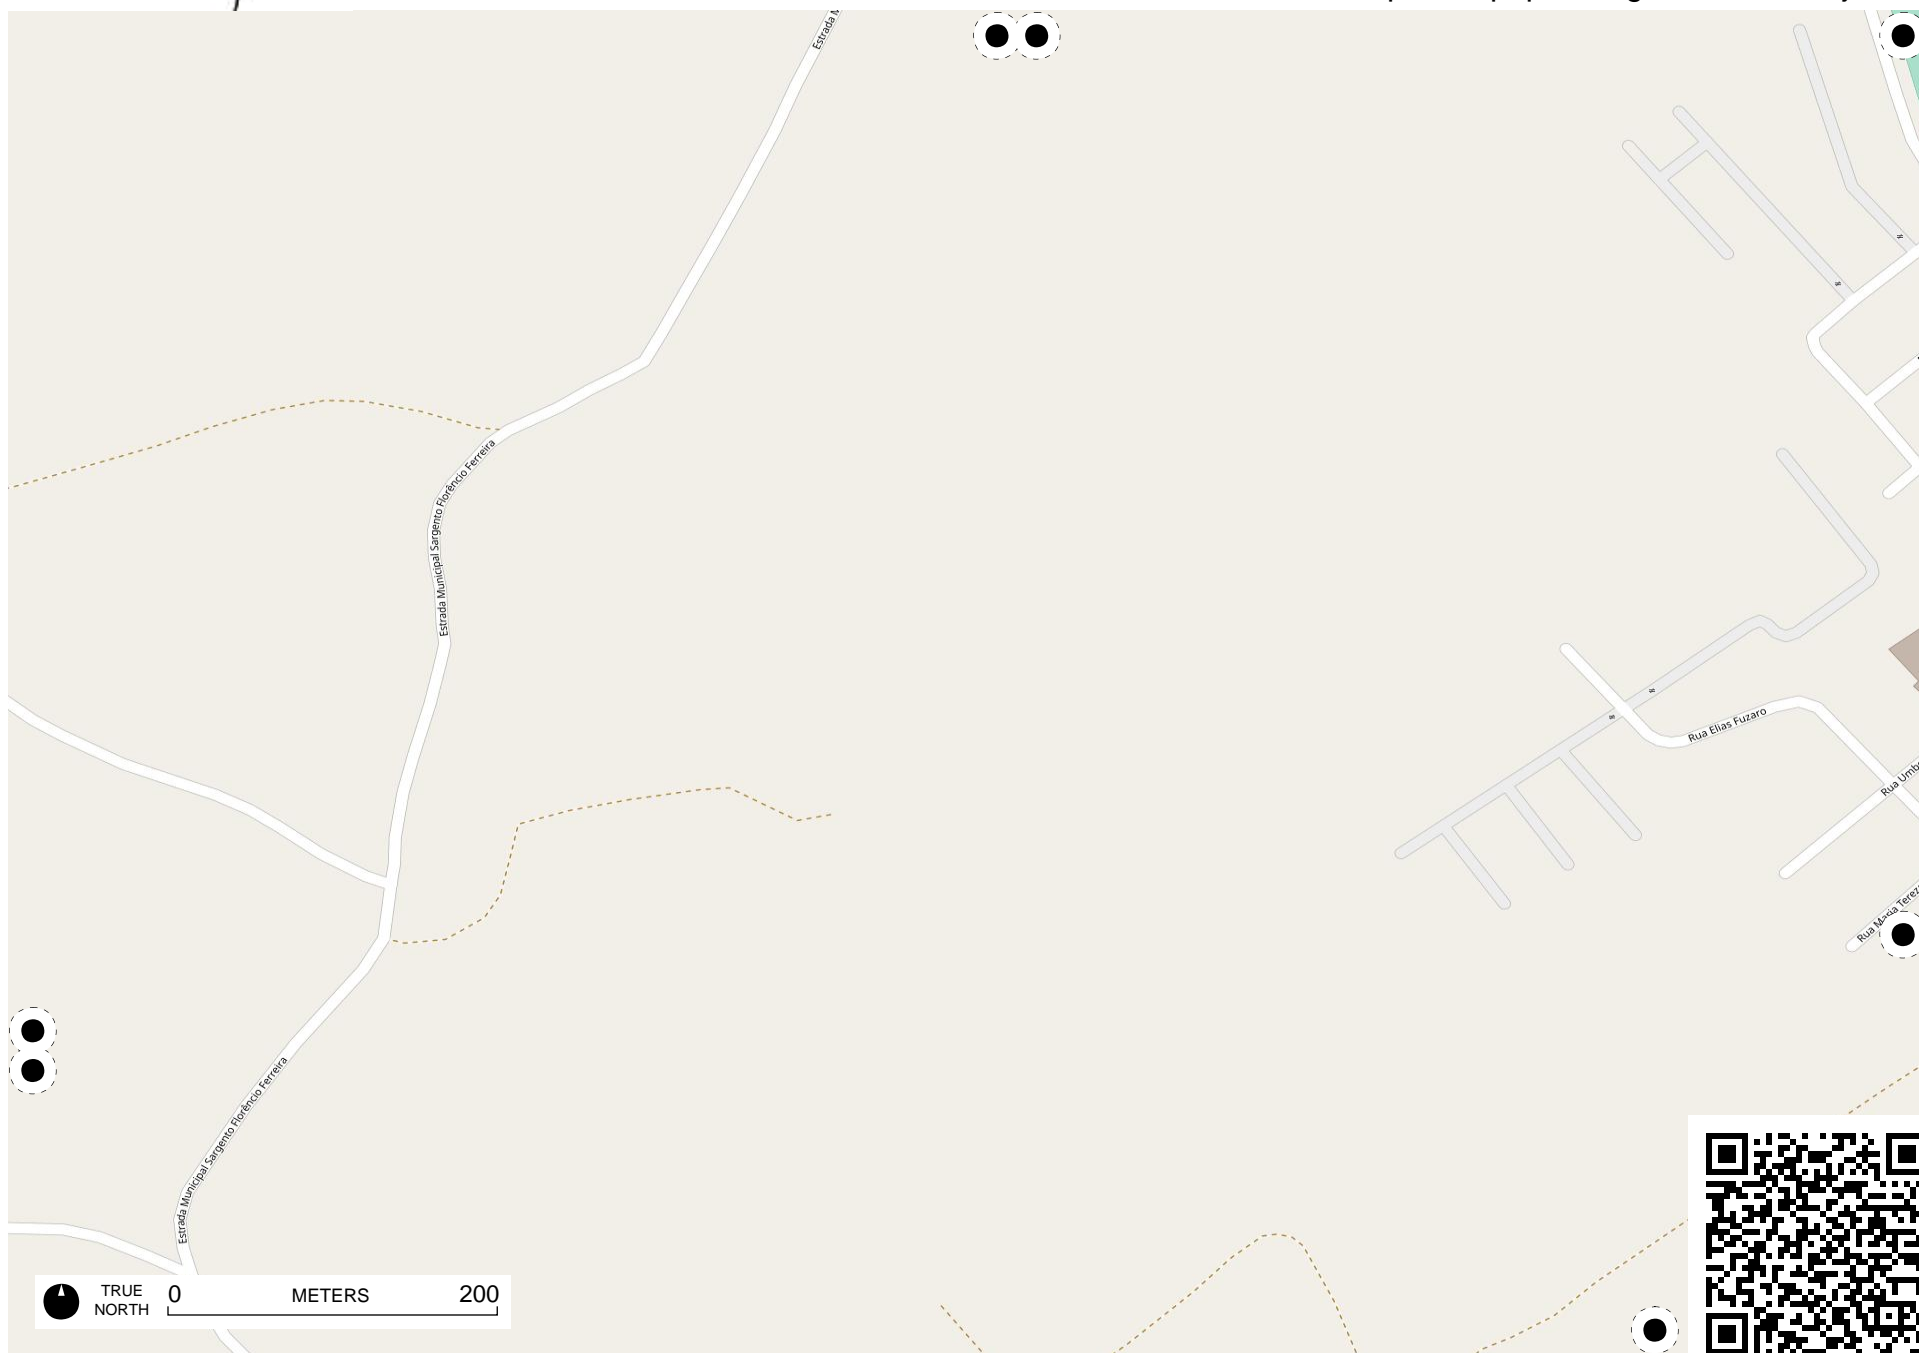 Estrada M
Estrada Municipal Sargento Florêncio Ferreira
Rua Elias Fuzaro
Rua Umb
Rua Maria Terez
Estrada Municipal Sargento Florêncio Ferreira
TRUE
NORTH
0 METERS 200